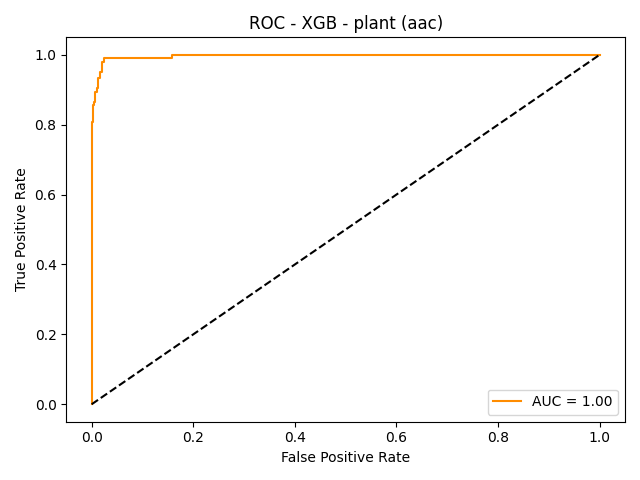 ROC - XGB - plant (aac)
True Positive Rate
1.0
0.8
0.6
0.4
0.2
0.0
AUC = 1.00
0.0 0.2 0.4 0.6 0.8 1.0
False Positive Rate